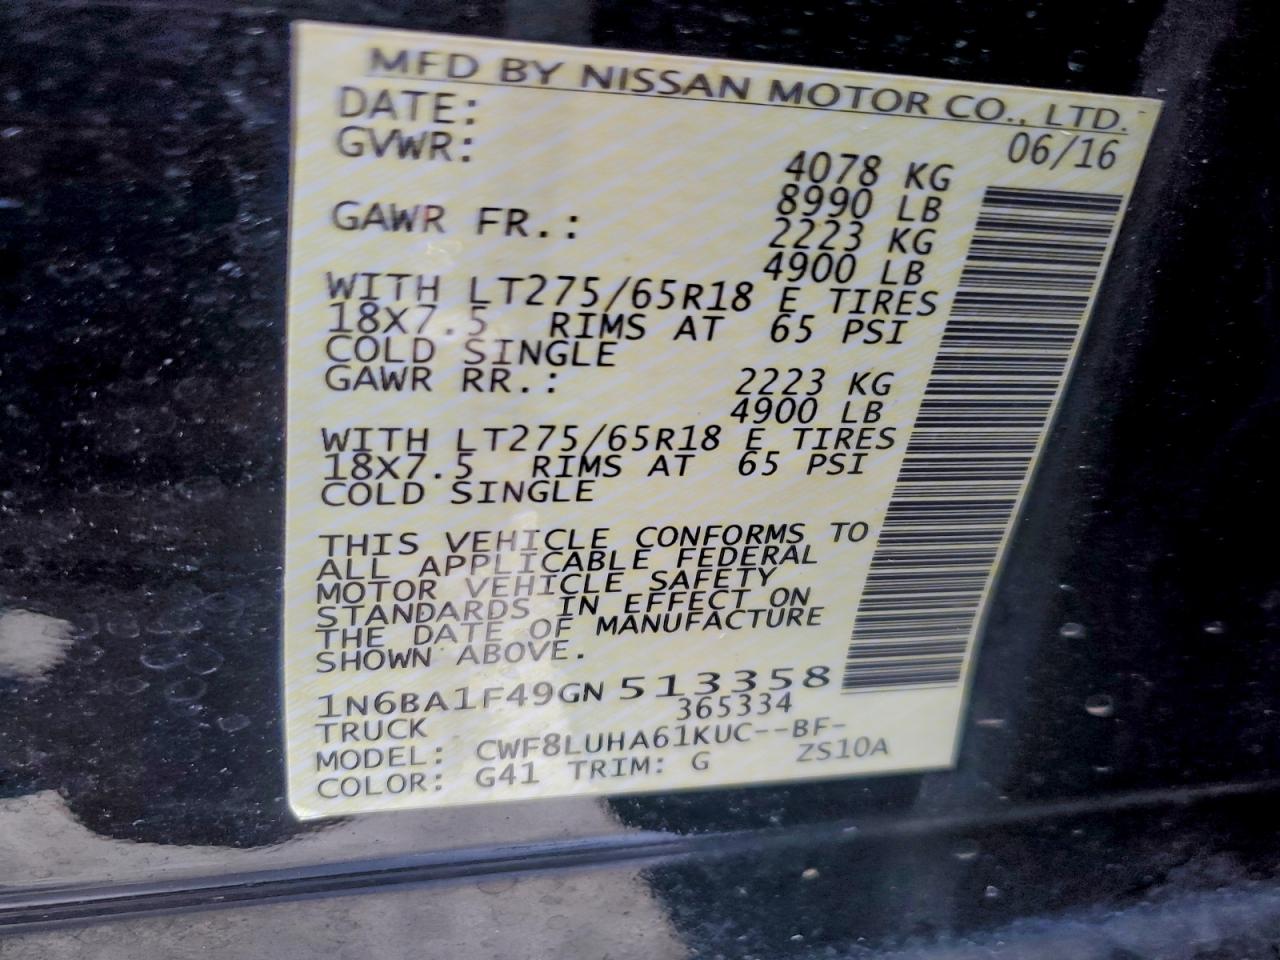 MFD BY NISSAN MOTOR CO., LTD.
DATE: 06/16
GVWR: 4078 KG
8990 LB
GAWR FR.: 2223 KG
4900 LB
WITH LT275/65R18 E TIRES
18X7.5 RIMS AT 65 PSI
COLD SINGLE
GAWR RR.: 2223 KG
4900 LB
WITH LT275/65R18 E TIRES
18X7.5 RIMS AT 65 PSI
COLD SINGLE
THIS VEHICLE CONFORMS TO
ALL APPLICABLE FEDERAL
MOTOR VEHICLE SAFETY
STANDARDS IN EFFECT ON
THE DATE OF MANUFACTURE
SHOWN ABOVE.
1N6BA1F49GN513358
TRUCK 365334
MODEL: CWF8LUHA61KUC--BF-
COLOR: G41 TRIM: G ZS10A